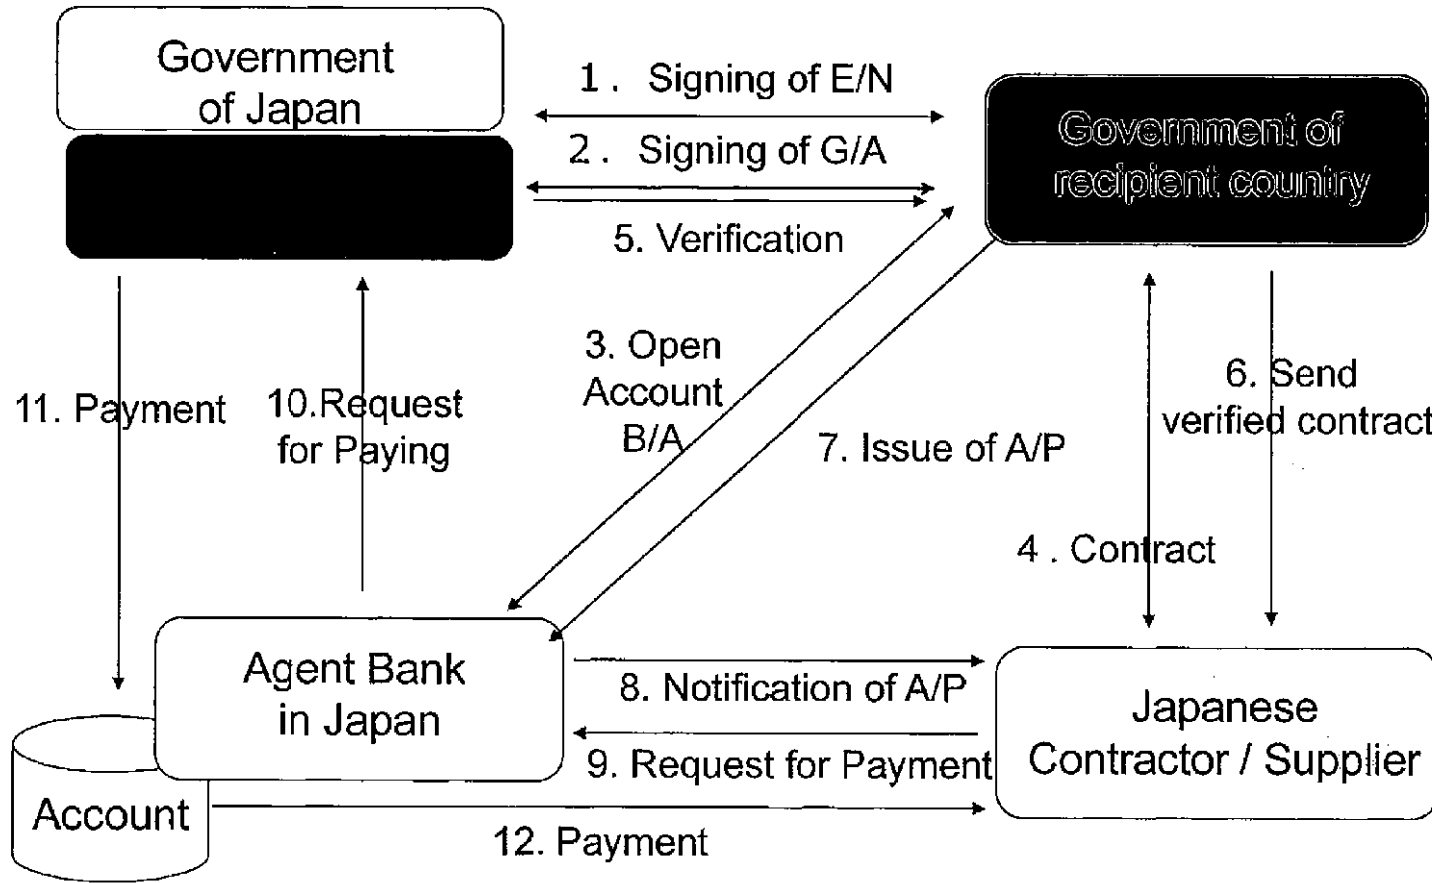 Government
of Japan
1. Signing of E/N
2. Signing of G/A
5. Verification
Government of
recipient country
3. Open
Account
B/A
7. Issue of A/P
6. Send
verified contract
11. Payment
10.Request
for Paying
4. Contract
Agent Bank
in Japan
8. Notification of A/P
9. Request for Payment
Japanese
Contractor / Supplier
Account
12. Payment